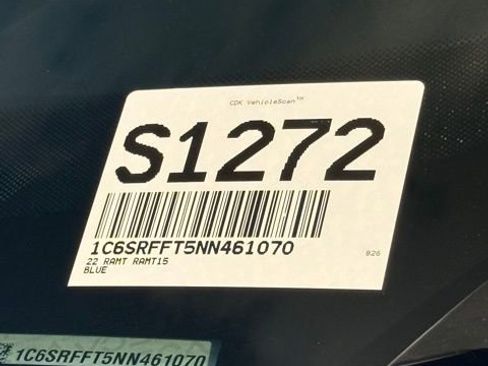 CDK VehicleScan™
S1272
1C6SRFFT5NN461070
22 RAMT RAMT15
826
BLUE
1C6SRFFT5NN461070